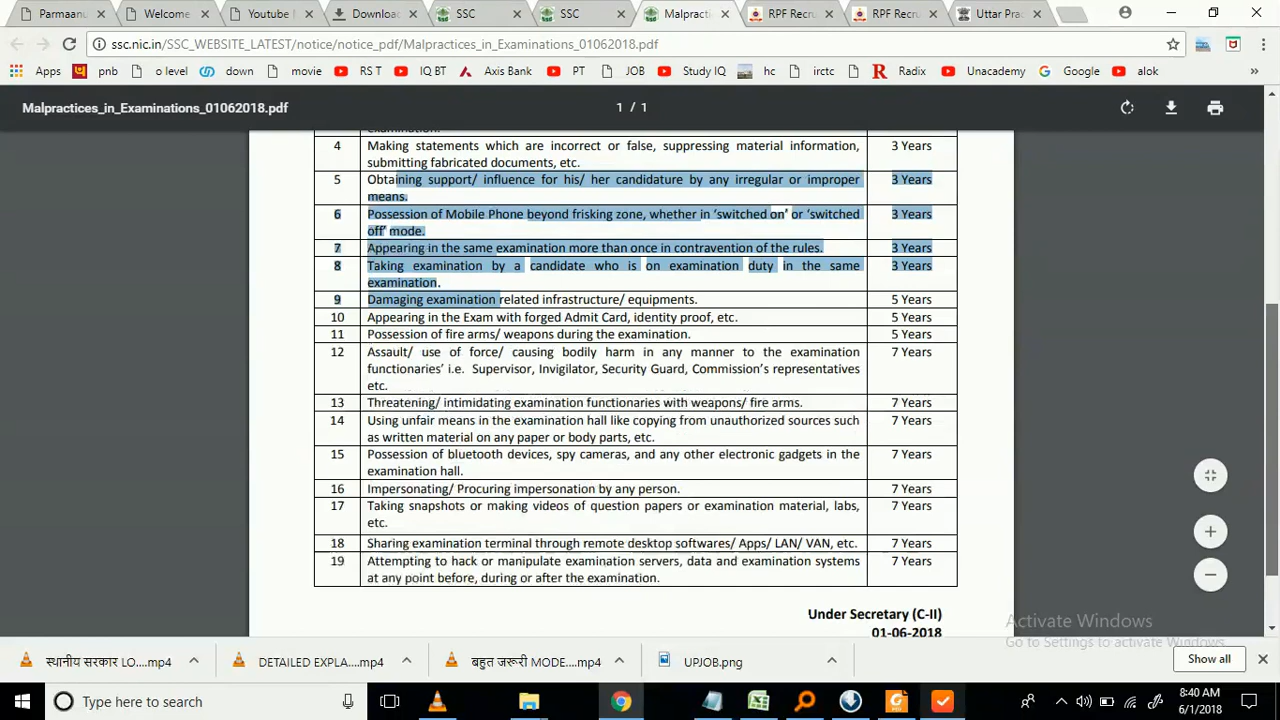 Parmaanu
Welcome
Youtube
Downloa
SSC
SSC
Malpracti
RPF Recru
RPF Recru
Uttar Pra
ssc.nic.in/SSC_WEBSITE_LATEST/notice/notice_pdf/Malpractices_in_Examinations_01062018.pdf
Apps pnb o level down movie RS T IQ BT Axis Bank PT JOB Study IQ hc irctc Radix Unacademy Google alok »
Malpractices_in_Examinations_01062018.pdf 1 / 1
examination.
4 Making statements which are incorrect or false, suppressing material information, 3 Years
submitting fabricated documents, etc.
5 Obtaining support/ influence for his/ her candidature by any irregular or improper 3 Years
means.
6 Possession of Mobile Phone beyond frisking zone, whether in ‘switched on’ or ‘switched 3 Years
off’ mode.
7 Appearing in the same examination more than once in contravention of the rules. 3 Years
8 Taking examination by a candidate who is on examination duty in the same 3 Years
examination.
9 Damaging examination related infrastructure/ equipments. 5 Years
10 Appearing in the Exam with forged Admit Card, identity proof, etc. 5 Years
11 Possession of fire arms/ weapons during the examination. 5 Years
12 Assault/ use of force/ causing bodily harm in any manner to the examination 7 Years
functionaries’ i.e. Supervisor, Invigilator, Security Guard, Commission’s representatives
etc.
13 Threatening/ intimidating examination functionaries with weapons/ fire arms. 7 Years
14 Using unfair means in the examination hall like copying from unauthorized sources such 7 Years
as written material on any paper or body parts, etc.
15 Possession of bluetooth devices, spy cameras, and any other electronic gadgets in the 7 Years
examination hall.
16 Impersonating/ Procuring impersonation by any person. 7 Years
17 Taking snapshots or making videos of question papers or examination material, labs, 7 Years
etc.
18 Sharing examination terminal through remote desktop softwares/ Apps/ LAN/ VAN, etc. 7 Years
19 Attempting to hack or manipulate examination servers, data and examination systems 7 Years
at any point before, during or after the examination.
Under Secretary (C-II)
01-06-2018
Activate Windows
Go to Settings to activate Windows.
स्थानीय सरकार LO....mp4
DETAILED EXPLA....mp4
बहुत जरूरी MODE....mp4
UPJOB.png
Show all
Type here to search
8:40 AM
6/1/2018